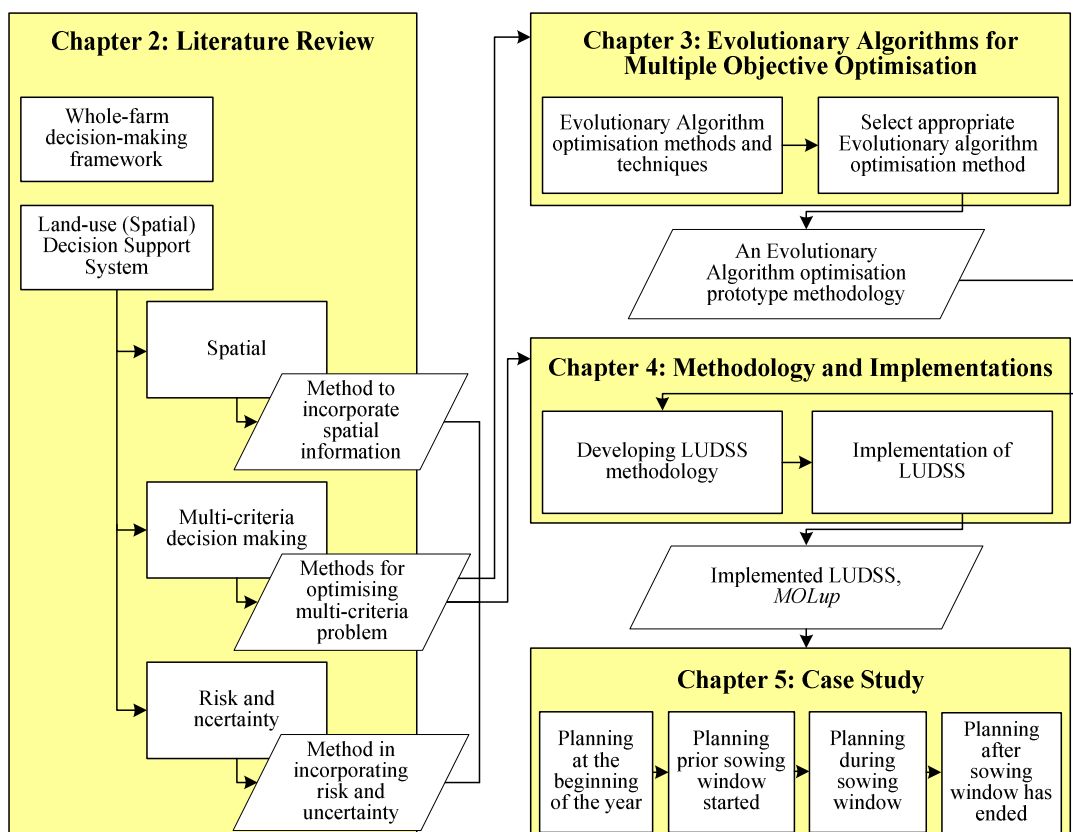 Chapter 2: Literature Review
Whole-farm
decision-making
framework
Land-use (Spatial)
Decision Support
System
Spatial
Method to
incorporate
spatial
information
Multi-criteria
decision making
Methods for
optimising
multi-criteria
problem
Risk and
ncertainty
Method in
incorporating
risk and
uncertainty
Chapter 3: Evolutionary Algorithms for
Multiple Objective Optimisation
Evolutionary Algorithm
optimisation methods and
techniques
Select appropriate
Evolutionary algorithm
optimisation method
An Evolutionary
Algorithm optimisation
prototype methodology
Chapter 4: Methodology and Implementations
Developing LUDSS
methodology
Implementation of
LUDSS
Implemented LUDSS,
MOLup
Chapter 5: Case Study
Planning
at the
beginning
of the year
Planning
prior sowing
window
started
Planning
during
sowing
window
Planning
after
sowing
window has
ended